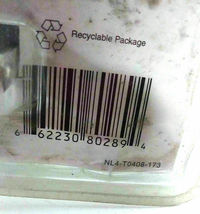 Recyclable Package
6 62230 80289 4
NL4-T0408-173